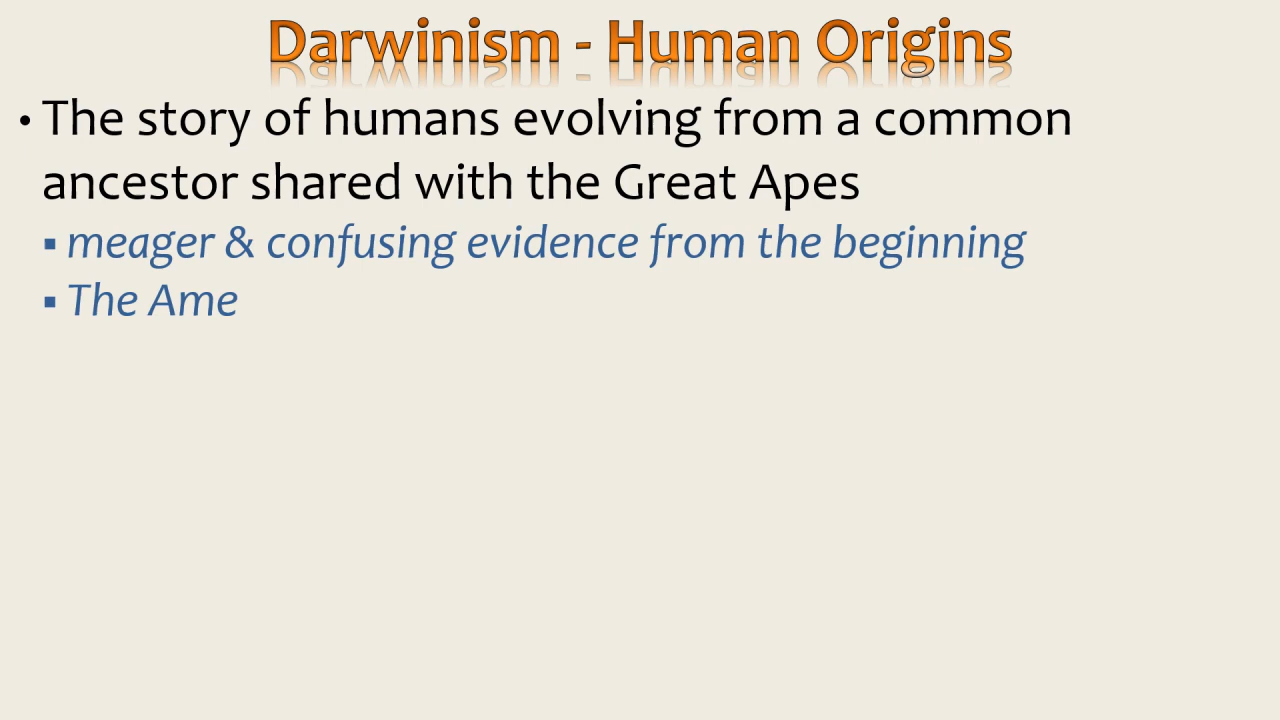 Darwinism - Human Origins
• The story of humans evolving from a common
ancestor shared with the Great Apes
▪ meager & confusing evidence from the beginning
▪ The Ame